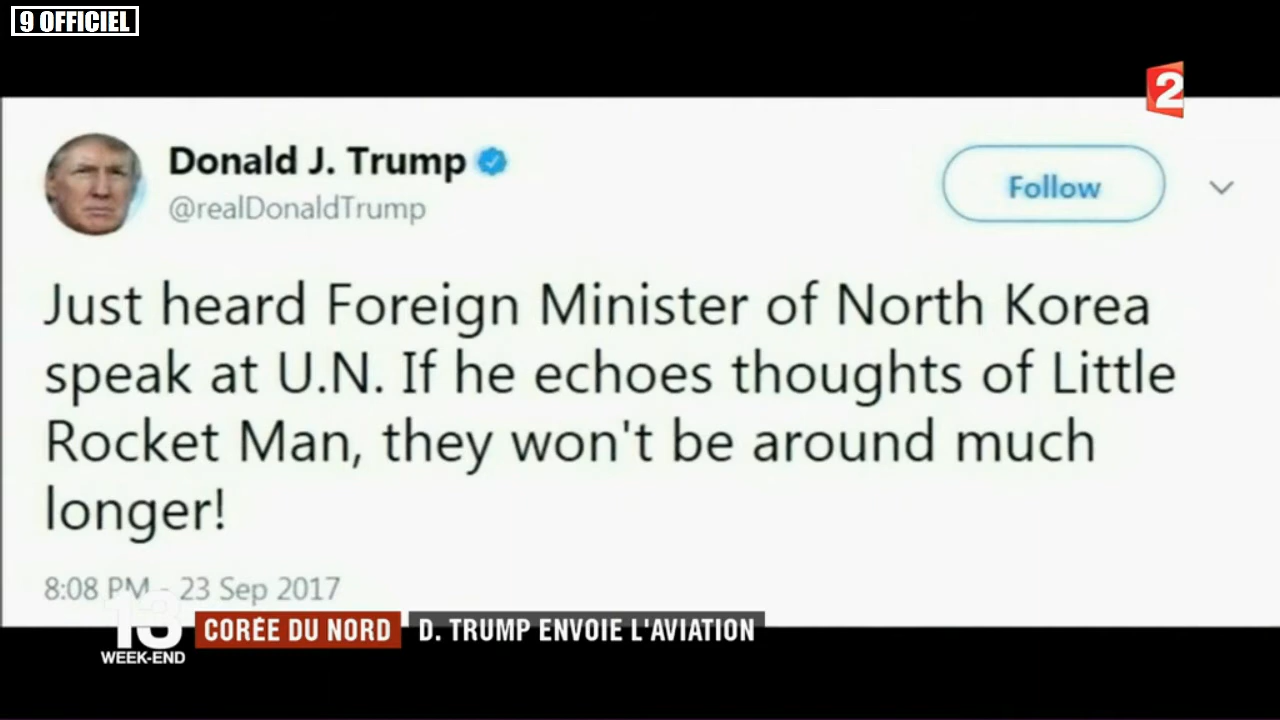 9 OFFICIEL
2
Donald J. Trump
@realDonaldTrump
Follow
Just heard Foreign Minister of North Korea
speak at U.N. If he echoes thoughts of Little
Rocket Man, they won't be around much
longer!
8:08 PM - 23 Sep 2017
13
WEEK-END
CORÉE DU NORD
D. TRUMP ENVOIE L'AVIATION